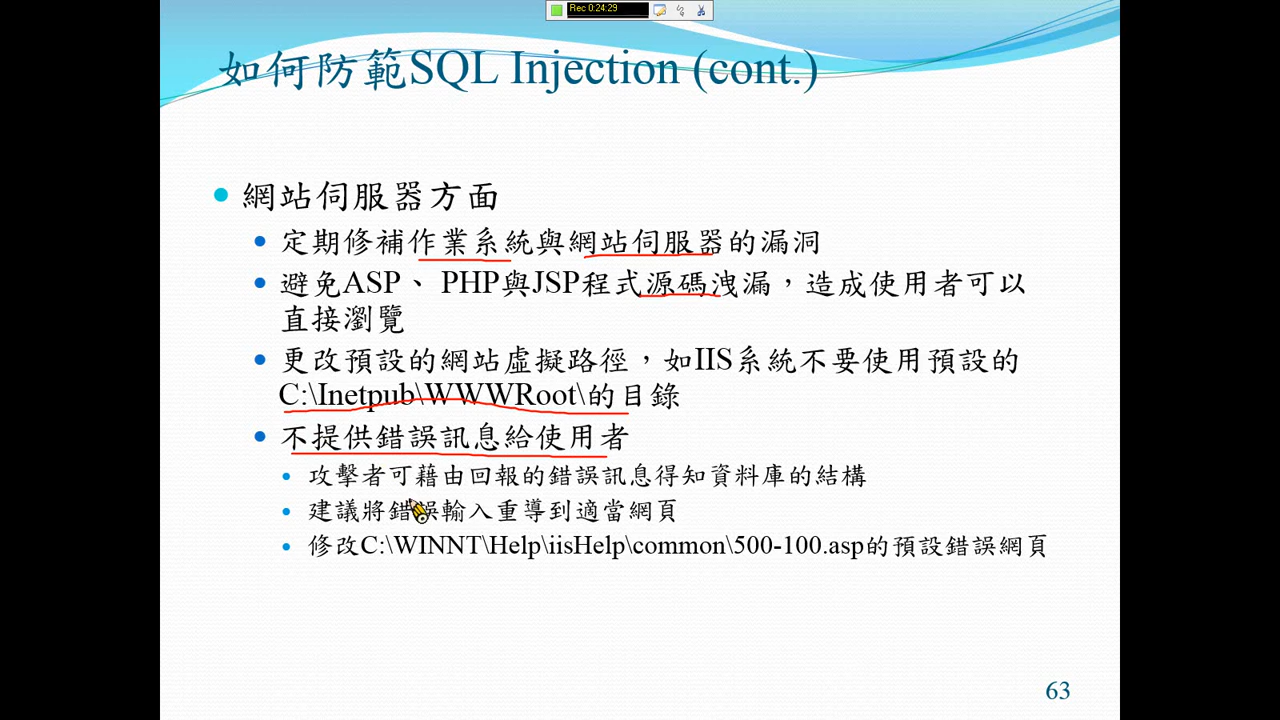 Rec 0:24:29
如何防範SQL Injection (cont.)
網站伺服器方面
定期修補作業系統與網站伺服器的漏洞
避免ASP、PHP與JSP程式源碼洩漏，造成使用者可以
直接瀏覽
更改預設的網站虛擬路徑，如IIS系統不要使用預設的
C:\Inetpub\WWWRoot\的目錄
不提供錯誤訊息給使用者
攻擊者可藉由回報的錯誤訊息得知資料庫的結構
建議將錯誤輸入重導到適當網頁
修改C:\WINNT\Help\iisHelp\common\500-100.asp的預設錯誤網頁
63